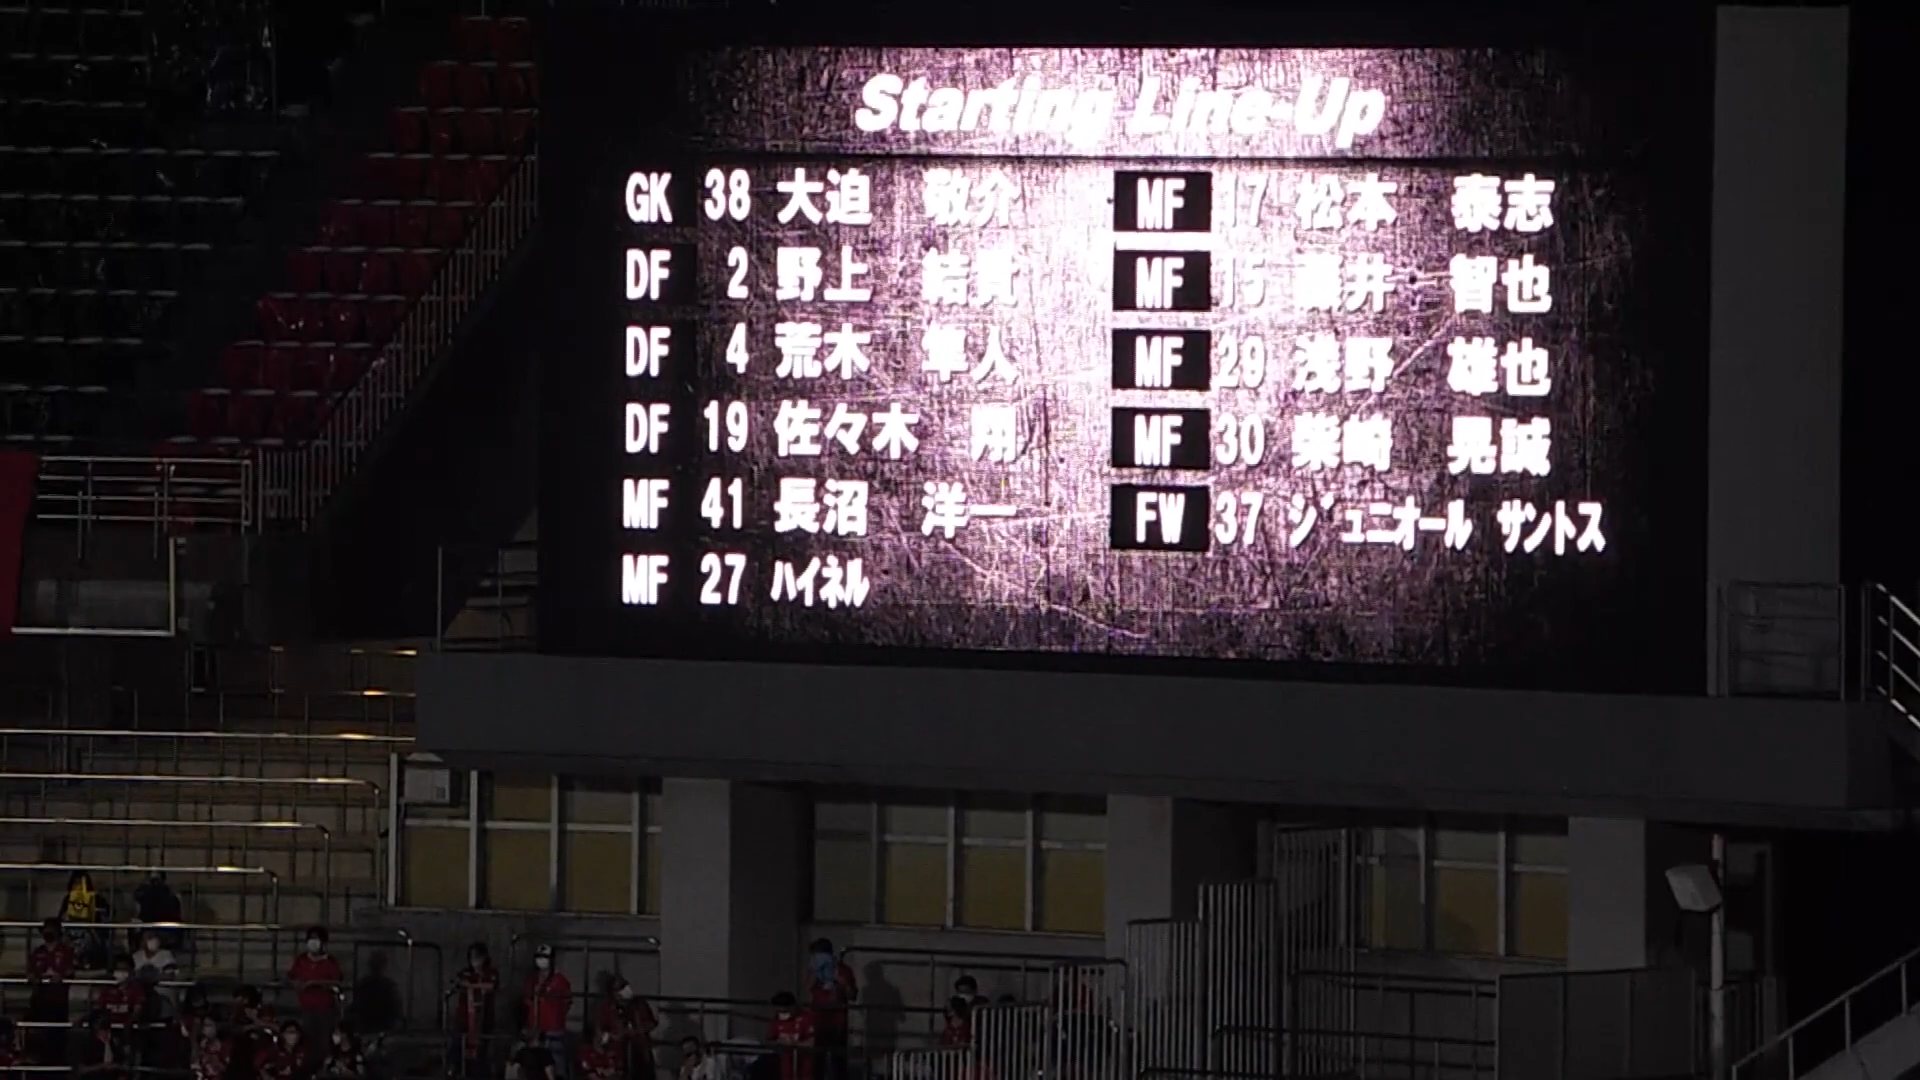 Starting Line-Up
GK 38 大迫 敬介
DF 2 野上 結貴
DF 4 荒木 隼人
DF 19 佐々木 翔
MF 41 長沼 洋一
MF 27 ハイネル
MF 17 松本 泰志
MF 15 藤井 智也
MF 29 浅野 雄也
MF 30 柴崎 晃誠
FW 37 ジュニオール サントス